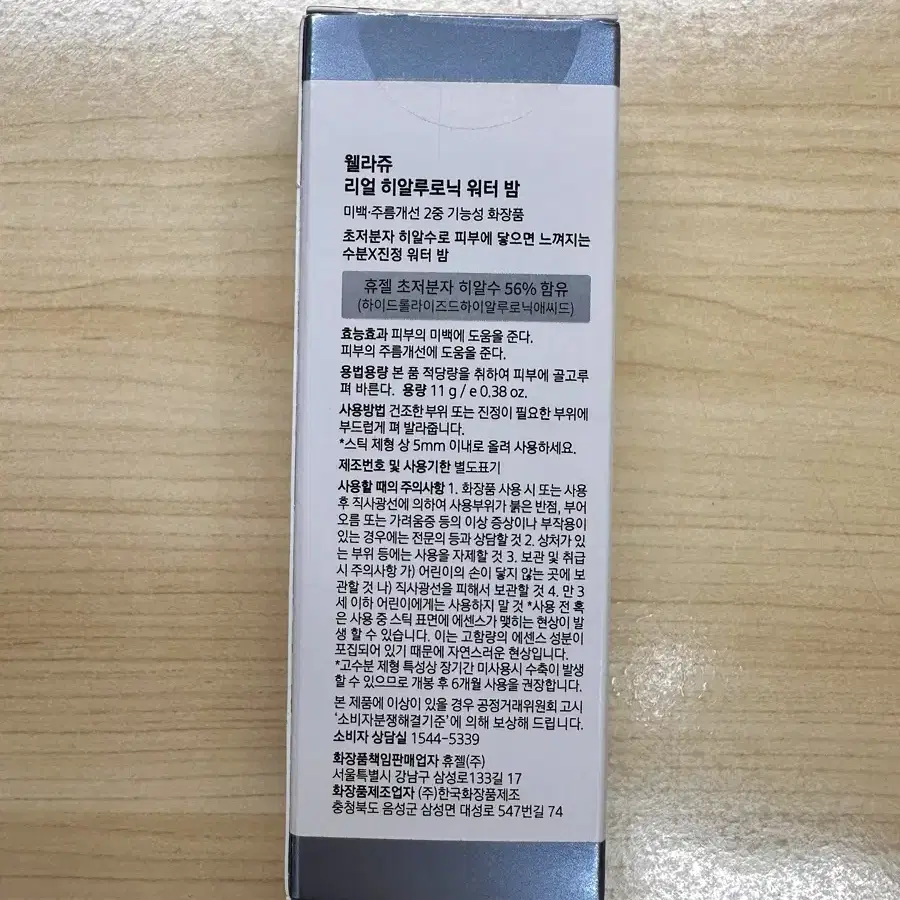 웰라쥬
리얼 히알루로닉 워터 밤
미백·주름개선 2중 기능성 화장품
초저분자 히알수로 피부에 닿으면 느껴지는
수분X진정 워터 밤
휴젤 초저분자 히알수 56% 함유
(하이드롤라이즈드하이알루로닉애씨드)
효능효과 피부의 미백에 도움을 준다.
피부의 주름개선에 도움을 준다.
용법용량 본 품 적당량을 취하여 피부에 골고루
펴 바른다. 용량 11 g / e 0.38 oz.
사용방법 건조한 부위 또는 진정이 필요한 부위에
부드럽게 펴 발라줍니다.
*스틱 제형 상 5mm 이내로 올려 사용하세요.
제조번호 및 사용기한 별도표기
사용할 때의 주의사항 1. 화장품 사용 시 또는 사용
후 직사광선에 의하여 사용부위가 붉은 반점, 부어
오름 또는 가려움증 등의 이상 증상이나 부작용이
있는 경우에는 전문의 등과 상담할 것 2. 상처가 있
는 부위 등에는 사용을 자제할 것 3. 보관 및 취급
시 주의사항 가) 어린이의 손이 닿지 않는 곳에 보
관할 것 나) 직사광선을 피해서 보관할 것 4. 만 3
세 이하 어린이에게는 사용하지 말 것 *사용 전 혹
은 사용 중 스틱 표면에 에센스가 맺히는 현상이 발
생 할 수 있습니다. 이는 고함량의 에센스 성분이
포집되어 있기 때문에 자연스러운 현상입니다.
*고수분 제형 특성상 장기간 미사용시 수축이 발생
할 수 있으므로 개봉 후 6개월 사용을 권장합니다.
본 제품에 이상이 있을 경우 공정거래위원회 고시
'소비자분쟁해결기준'에 의해 보상해 드립니다.
소비자 상담실 1544-5339
화장품책임판매업자 휴젤(주)
서울특별시 강남구 삼성로133길 17
화장품제조업자 (주)한국화장품제조
충청북도 음성군 삼성면 대성로 547번길 74